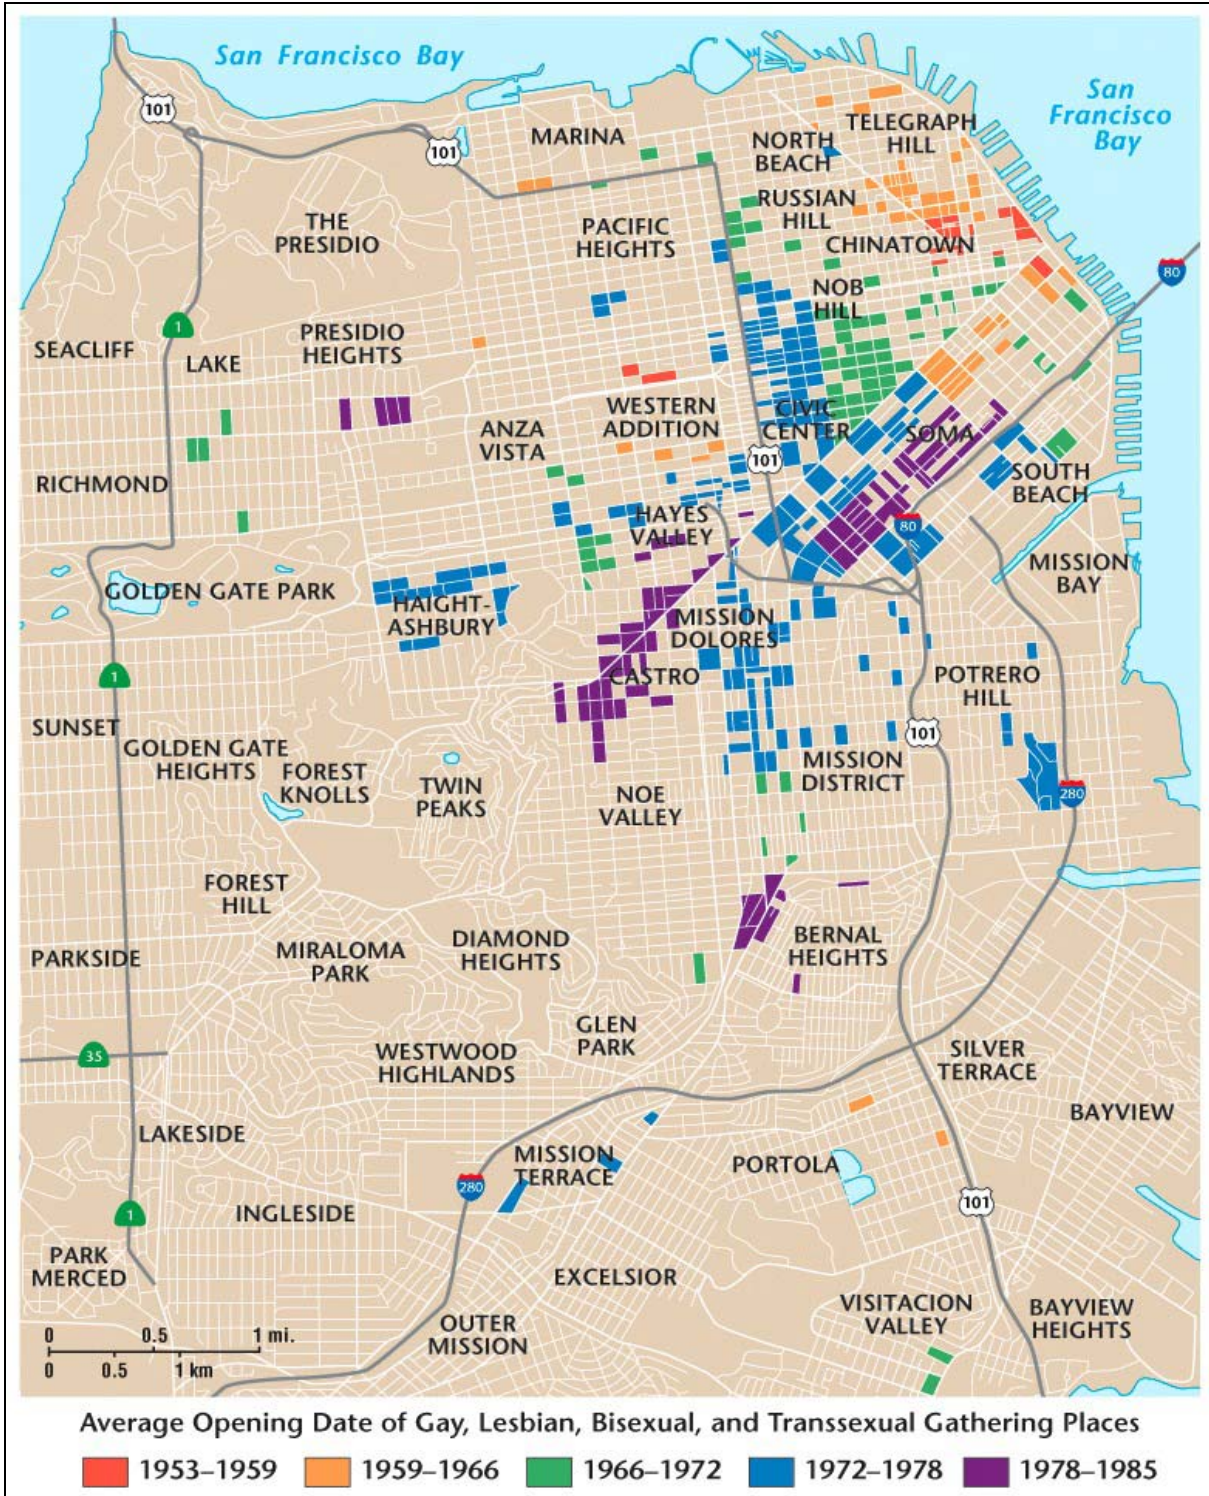 San Francisco Bay
San
Francisco
Bay
101
101
MARINA
NORTH
BEACH
TELEGRAPH
HILL
THE
PRESIDIO
PACIFIC
HEIGHTS
RUSSIAN
HILL
CHINATOWN
80
NOB
HILL
1
SEACLIFF
LAKE
PRESIDIO
HEIGHTS
WESTERN
ADDITION
CIVIC
CENTER
ANZA
VISTA
SOMA
101
RICHMOND
SOUTH
BEACH
HAYES
VALLEY
80
MISSION
BAY
GOLDEN GATE PARK
HAIGHT-
ASHBURY
MISSION
DOLORES
1
CASTRO
POTRERO
HILL
SUNSET
101
GOLDEN GATE
HEIGHTS
FOREST
KNOLLS
TWIN
PEAKS
NOE
VALLEY
MISSION
DISTRICT
280
FOREST
HILL
PARKSIDE
MIRALOMA
PARK
DIAMOND
HEIGHTS
BERNAL
HEIGHTS
GLEN
PARK
35
WESTWOOD
HIGHLANDS
SILVER
TERRACE
BAYVIEW
LAKESIDE
MISSION
TERRACE
PORTOLA
280
101
1
INGLESIDE
PARK
MERCED
EXCELSIOR
VISITACION
VALLEY
BAYVIEW
HEIGHTS
OUTER
MISSION
0 0.5 1 mi.
0 0.5 1 km
Average Opening Date of Gay, Lesbian, Bisexual, and Transsexual Gathering Places
1953–1959 1959–1966 1966–1972 1972–1978 1978–1985